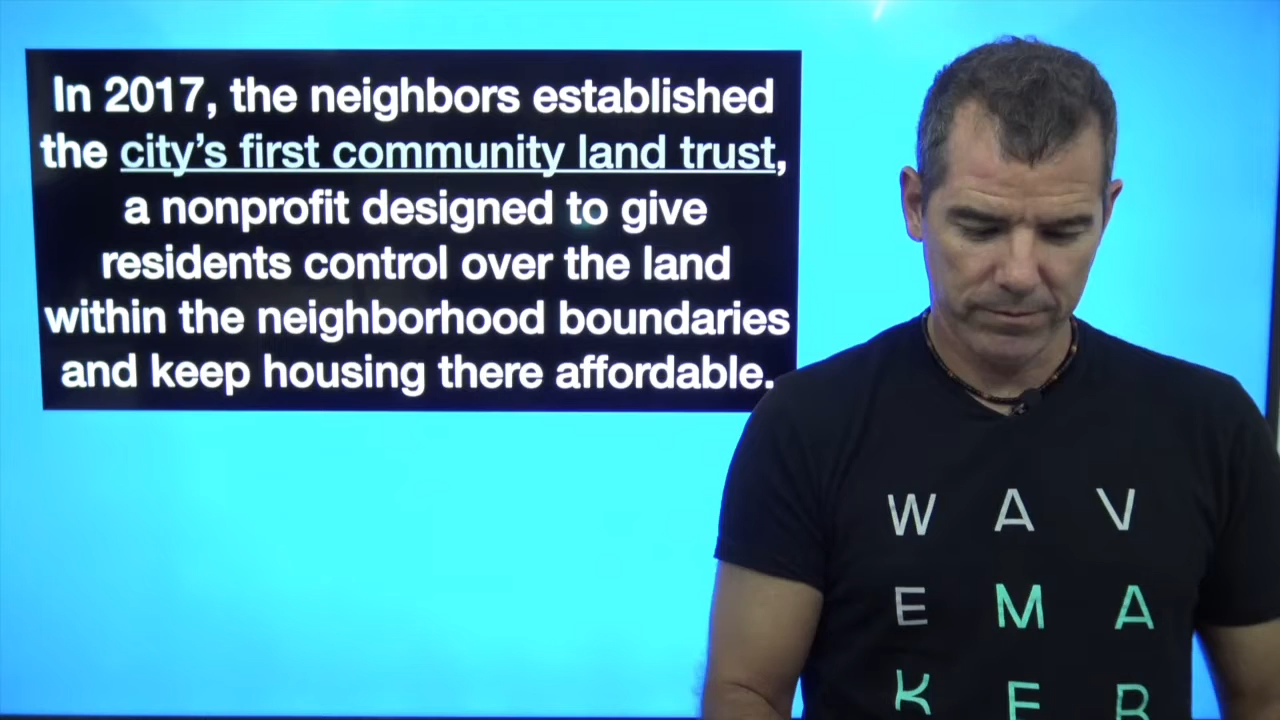 In 2017, the neighbors established
the city’s first community land trust,
a nonprofit designed to give
residents control over the land
within the neighborhood boundaries
and keep housing there affordable.
W A V
E M A
K E R